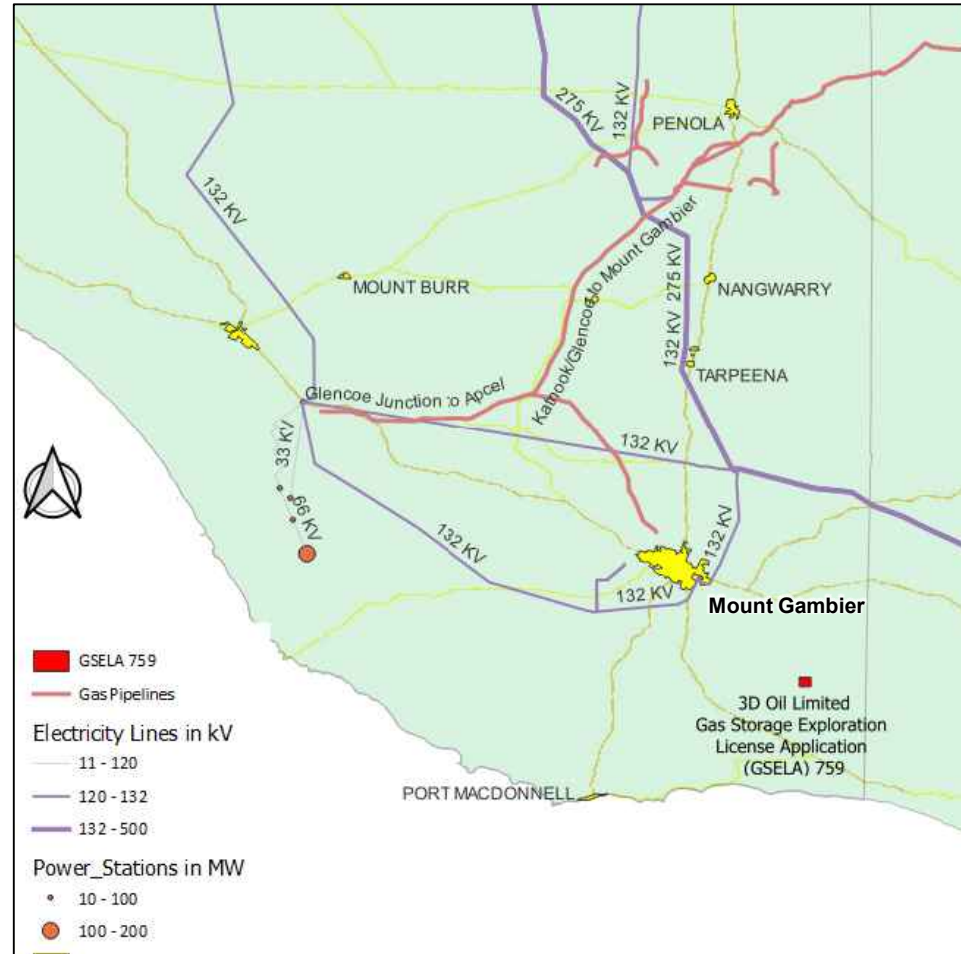 275 KV
132 KV
PENOLA
132 KV
Katnook/Glencoe to Mount Gambier
MOUNT BURR
275 KV
NANGWARRY
132 KV
TARPEENA
Glencoe Junction to Apcel
132 KV
33 KV
66 KV
132 KV
132 KV
132 KV
Mount Gambier
GSELA 759
Gas Pipelines
Electricity Lines in kV
11 - 120
120 - 132
132 - 500
Power_Stations in MW
10 - 100
100 - 200
3D Oil Limited
Gas Storage Exploration
License Application
(GSELA) 759
PORT MACDONNELL